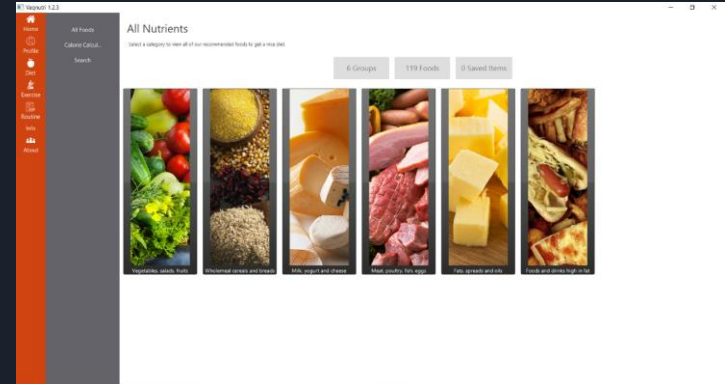 Vaqnutri 1.2.3
Home
Profile
Diet
Exercise
Routine
Info
About
All Foods
Calorie Calcul...
Search
All Nutrients
Select a category to view all of our recommended foods to get a nice diet
6 Groups
119 Foods
0 Saved Items
Vegetables, salads, fruits
Wholemeal cereals and breads
Milk, yogurt and cheese
Meat, poultry, fish, eggs
Fats, spreads and oils
Foods and drinks high in fat